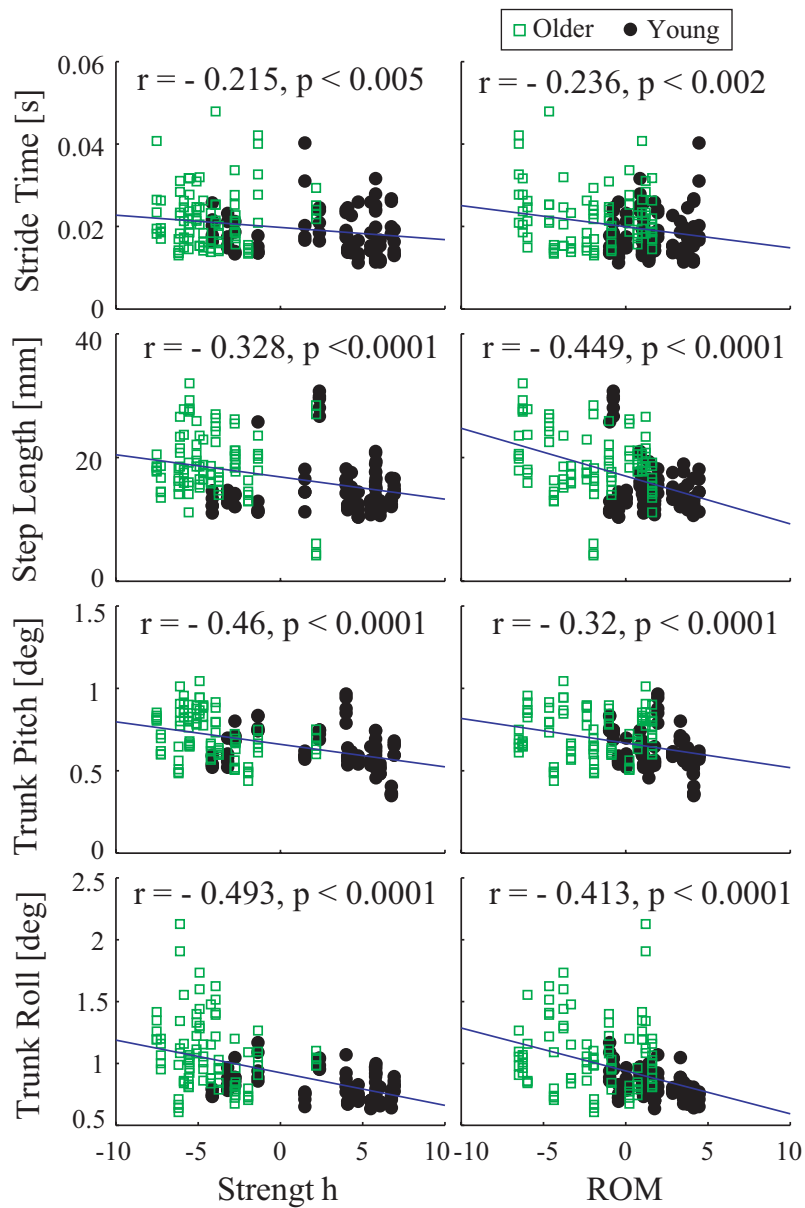 Older Young
0.06
r = - 0.215, p < 0.005
r = - 0.236, p < 0.002
0.04
0.02
0
Stride Time [s]
40
r = - 0.328, p <0.0001
r = - 0.449, p <0.0001
20
0
Step Length [mm]
1.5
r = - 0.46, p < 0.0001
r = - 0.32, p < 0.0001
1
0.5
0
Trunk Pitch [deg]
2.5
r = - 0.493, p < 0.0001
r = - 0.413, p < 0.0001
2
1.5
1
0.5
Trunk Roll [deg]
-10 -5 0 5 10
-10 -5 0 5 10
Strengt h
ROM